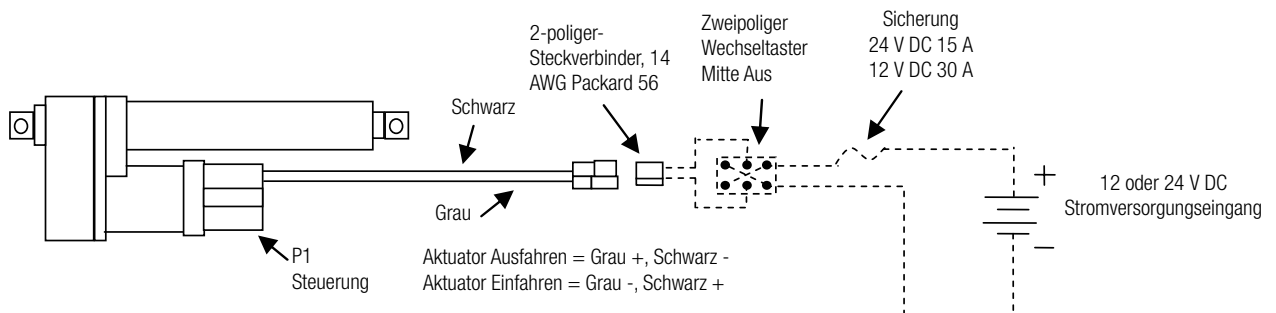 2-poliger-
Steckverbinder, 14
AWG Packard 56
Zweipoliger
Wechseltaster
Mitte Aus
Sicherung
24 V DC 15 A
12 V DC 30 A
Schwarz
Grau
P1
Steuerung
Aktuator Ausfahren = Grau +, Schwarz -
Aktuator Einfahren = Grau -, Schwarz +
+
12 oder 24 V DC
Stromversorgungseingang
–